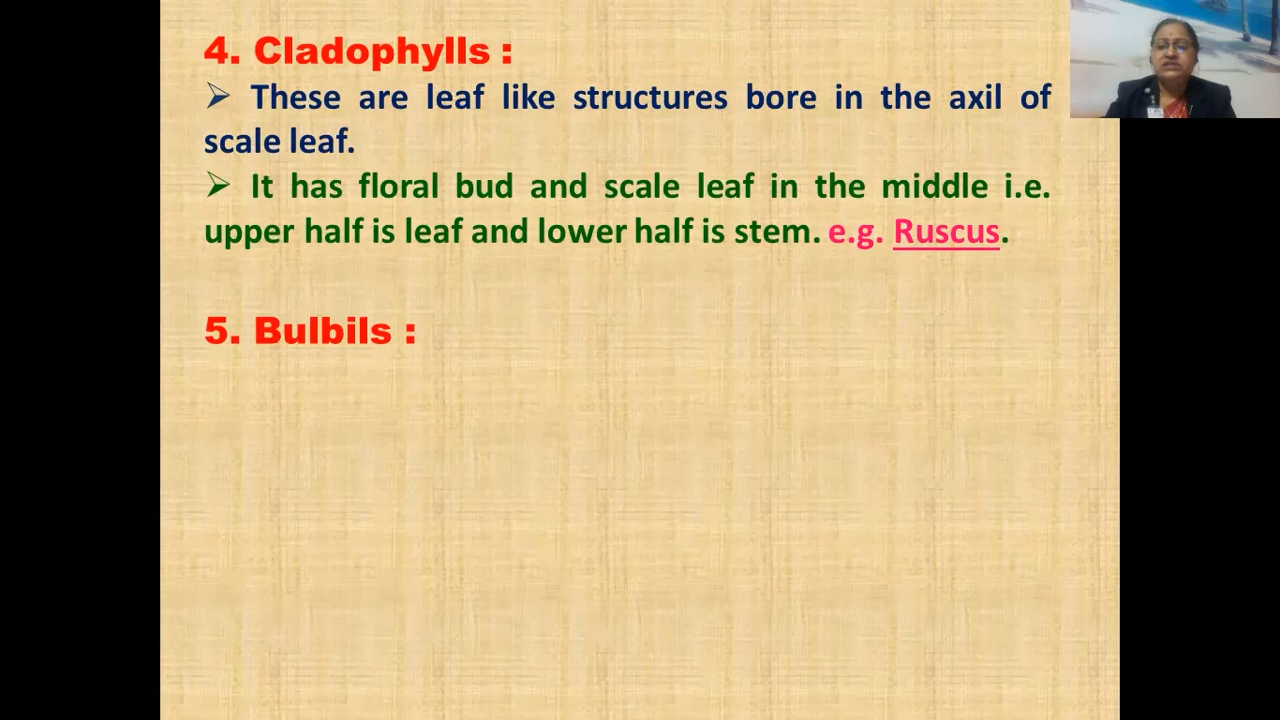 4. Cladophylls :
➢ These are leaf like structures bore in the axil of
scale leaf.
➢ It has floral bud and scale leaf in the middle i.e.
upper half is leaf and lower half is stem. e.g. Ruscus.
5. Bulbils :